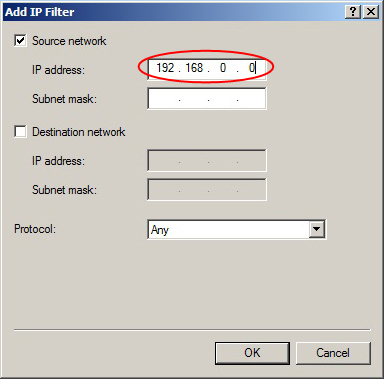 Add IP Filter
Source network
IP address: 192 . 168 . 0 . 0
Subnet mask: . . .
Destination network
IP address: . . .
Subnet mask: . . .
Protocol: Any
OK Cancel